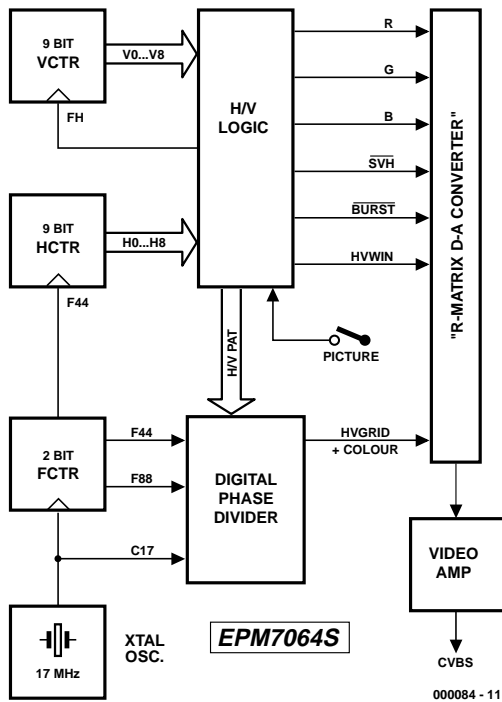 9 BIT
VCTR
V0...V8
FH
H/V
LOGIC
R
G
B
SVH
BURST
HVWIN
"R-MATRIX D-A CONVERTER"
9 BIT
HCTR
H0...H8
F44
PICTURE
H/V PAT
2 BIT
FCTR
F44
F88
C17
DIGITAL
PHASE
DIVIDER
HVGRID
+ COLOUR
VIDEO
AMP
CVBS
17 MHz
XTAL
OSC.
EPM7064S
000084 - 11